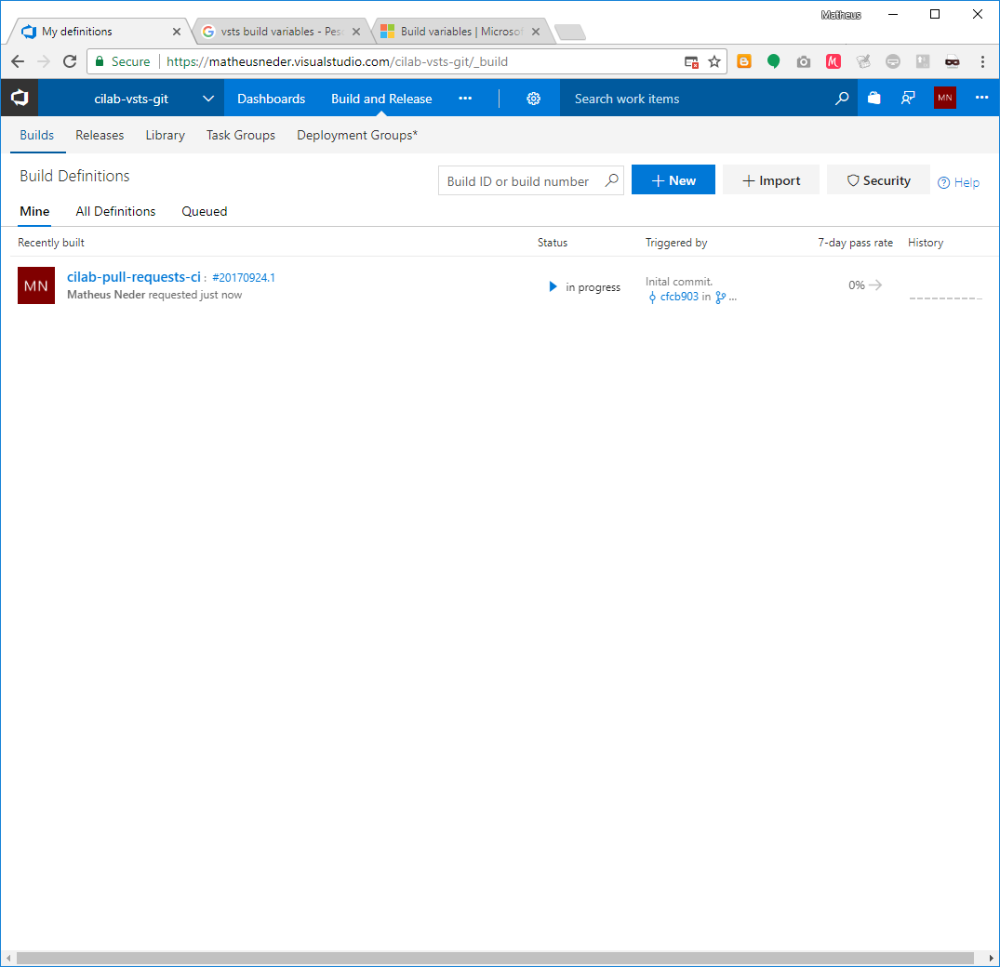 Matheus
My definitions
vsts build variables - Pes
Build variables | Microsof
Secure
https://matheusneder.visualstudio.com/cilab-vsts-git/_build
cilab-vsts-git
Dashboards
Build and Release
Search work items
MN
Builds
Releases
Library
Task Groups
Deployment Groups*
Build Definitions
Build ID or build number
+ New
+ Import
Security
Help
Mine
All Definitions
Queued
Recently built
Status
Triggered by
7-day pass rate
History
MN
cilab-pull-requests-ci : #20170924.1
Matheus Neder requested just now
in progress
Inital commit.
cfcb903 in ...
0%